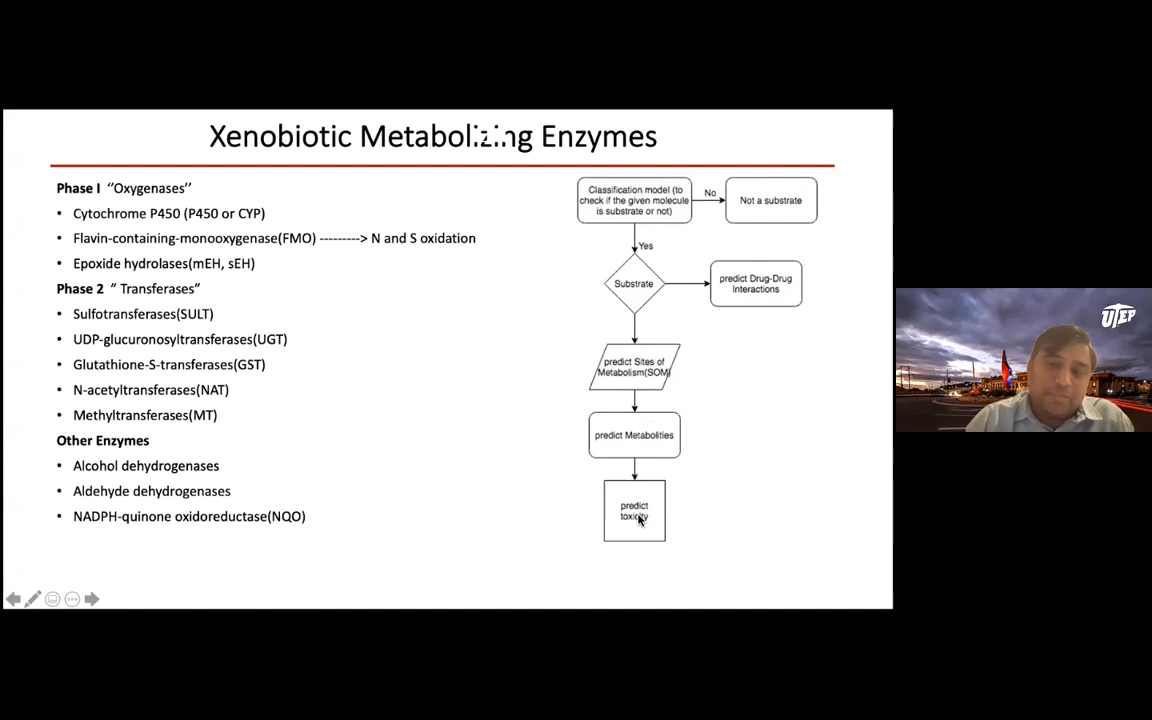 Xenobiotic Metabolizing Enzymes
Phase I ‘‘Oxygenases’’
• Cytochrome P450 (P450 or CYP)
• Flavin-containing-monooxygenase(FMO) ---------> N and S oxidation
• Epoxide hydrolases(mEH, sEH)
Phase 2 ” Transferases”
• Sulfotransferases(SULT)
• UDP-glucuronosyltransferases(UGT)
• Glutathione-S-transferases(GST)
• N-acetyltransferases(NAT)
• Methyltransferases(MT)
Other Enzymes
• Alcohol dehydrogenases
• Aldehyde dehydrogenases
• NADPH-quinone oxidoreductase(NQO)
Classification model (to
check if the given molecule
is substrate or not)
No
Not a substrate
Yes
Substrate
predict Drug-Drug
Interactions
predict Sites of
Metabolism(SOM)
predict Metabolities
predict
toxicity
UTEP